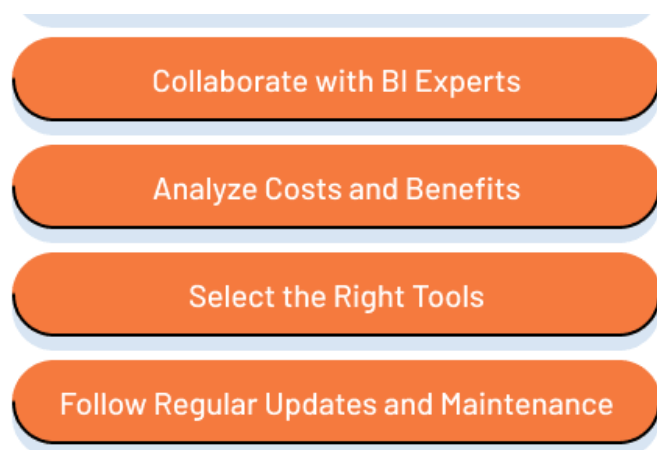 Collaborate with BI Experts
Analyze Costs and Benefits
Select the Right Tools
Follow Regular Updates and Maintenance